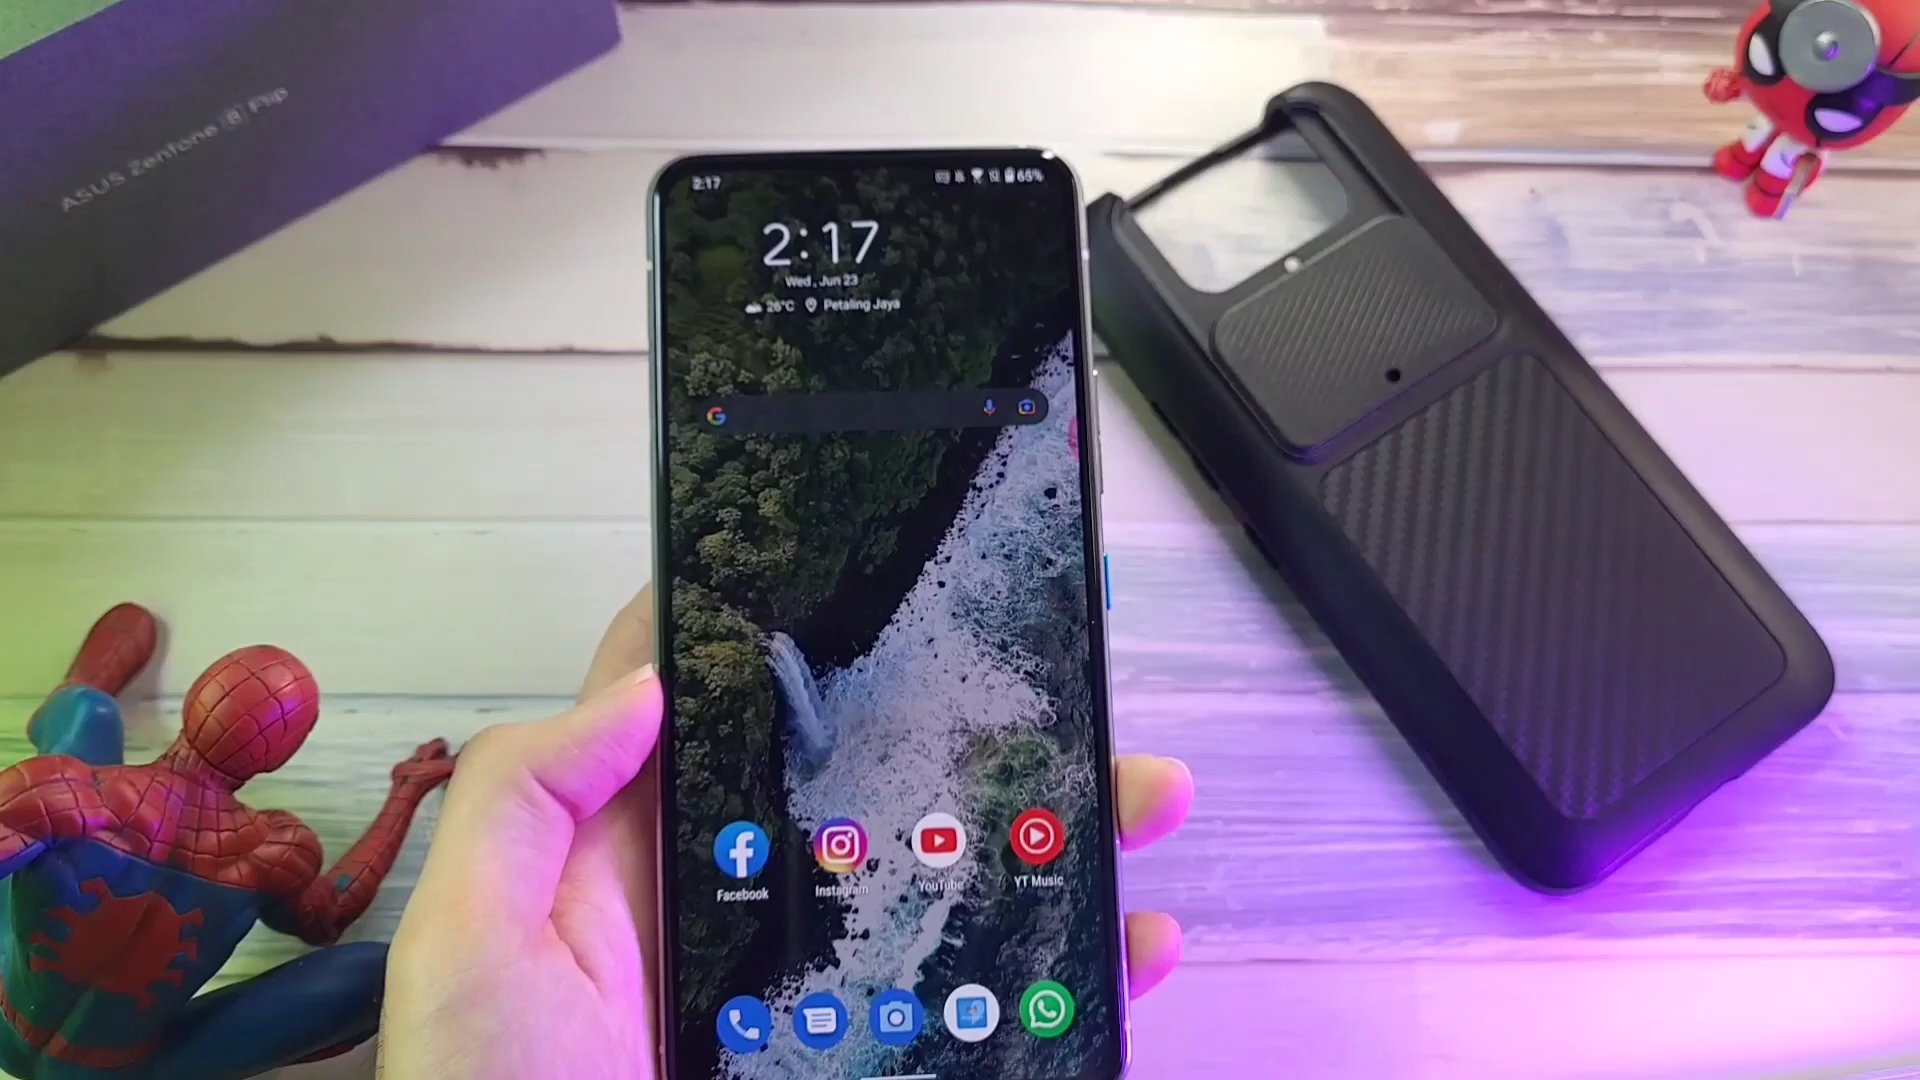 ASUS Zenfone 8 Flip
2:17
65%
2:17
Wed, Jun 23
26°C Petaling Jaya
Facebook
Instagram
YouTube
YT Music